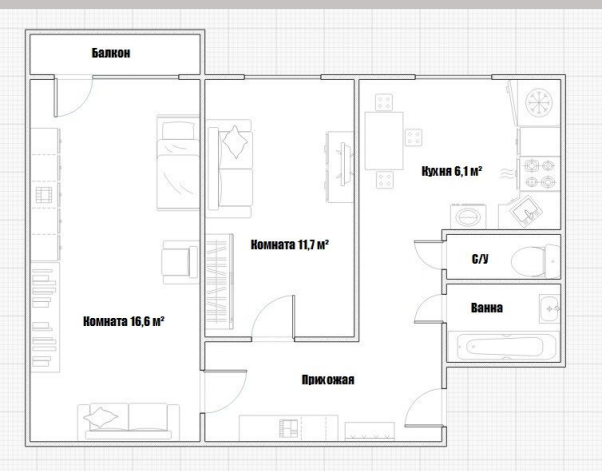 Балкон
Кухня 6,1 м²
Комната 11,7 м²
С/У
Ванна
Комната 16,6 м²
Прихожая